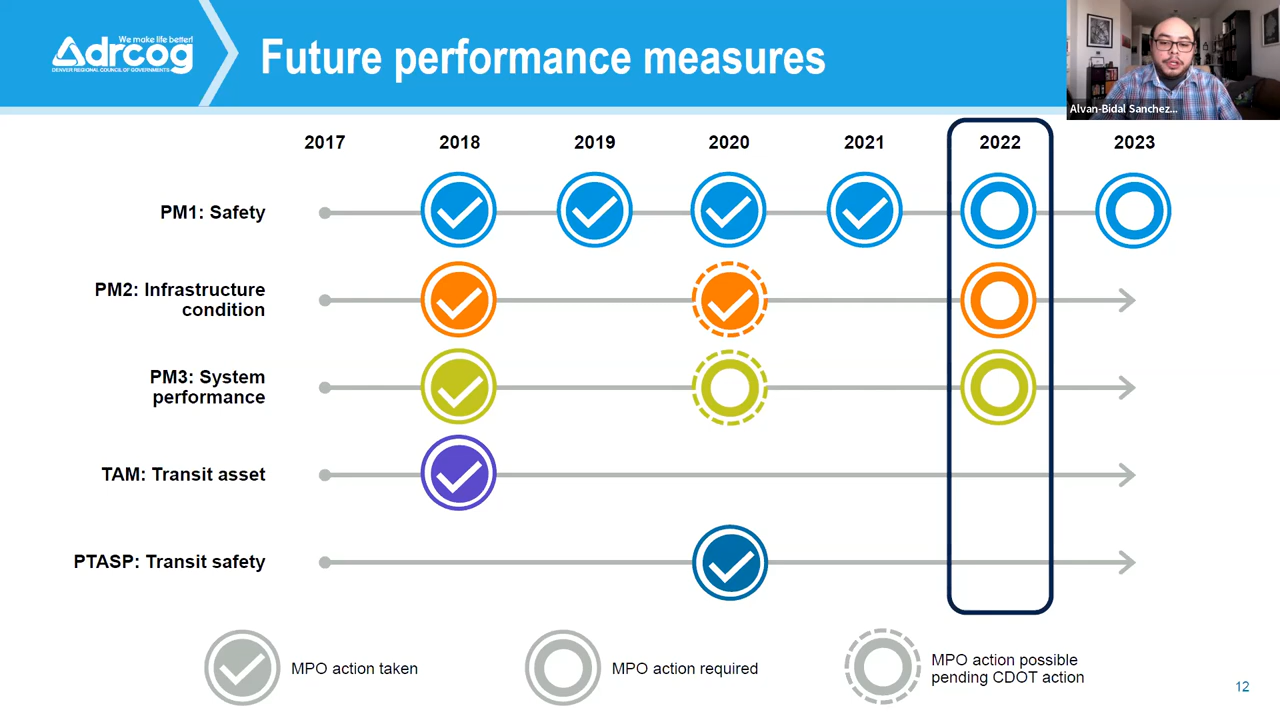 We make life better!
drcog
DENVER REGIONAL COUNCIL OF GOVERNMENTS
Future performance measures
Alvan-Bidal Sanchez...
2017 2018 2019 2020 2021 2022 2023
PM1: Safety
PM2: Infrastructure
condition
PM3: System
performance
TAM: Transit asset
PTASP: Transit safety
MPO action taken
MPO action required
MPO action possible
pending CDOT action
12